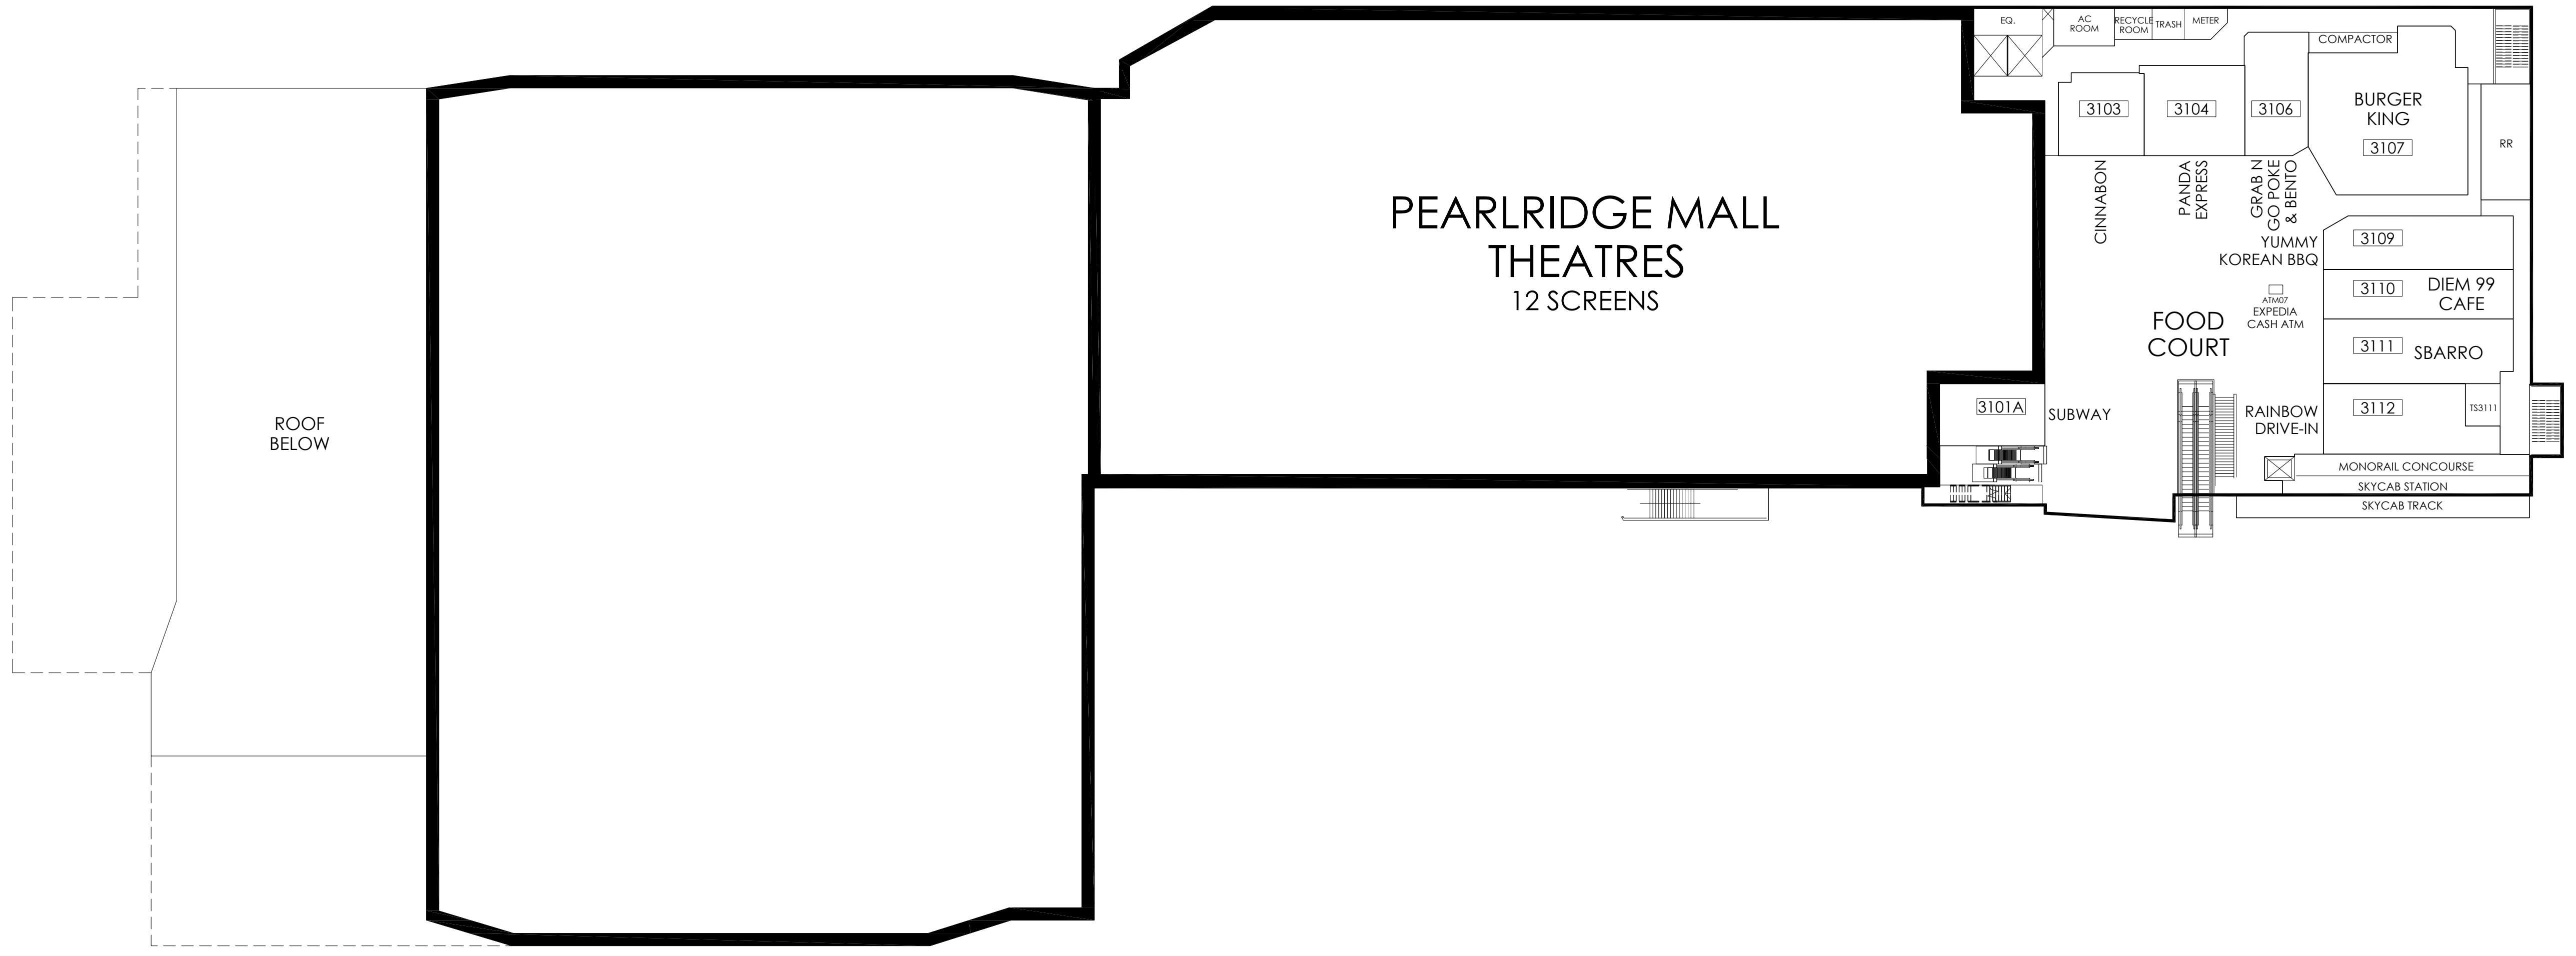 EQ.
AC
ROOM
RECYCLE
ROOM
TRASH
METER
COMPACTOR
3103
3104
3106
BURGER
KING
3107
RR
CINNABON
PANDA
EXPRESS
GRAB N
GO POKE
& BENTO
PEARLRIDGE MALL
THEATRES
12 SCREENS
YUMMY
KOREAN BBQ
3109
3110
DIEM 99
CAFE
ATM07
EXPEDIA
CASH ATM
FOOD
COURT
3111
SBARRO
3101A
SUBWAY
RAINBOW
DRIVE-IN
3112
TS3111
ROOF
BELOW
MONORAIL CONCOURSE
SKYCAB STATION
SKYCAB TRACK